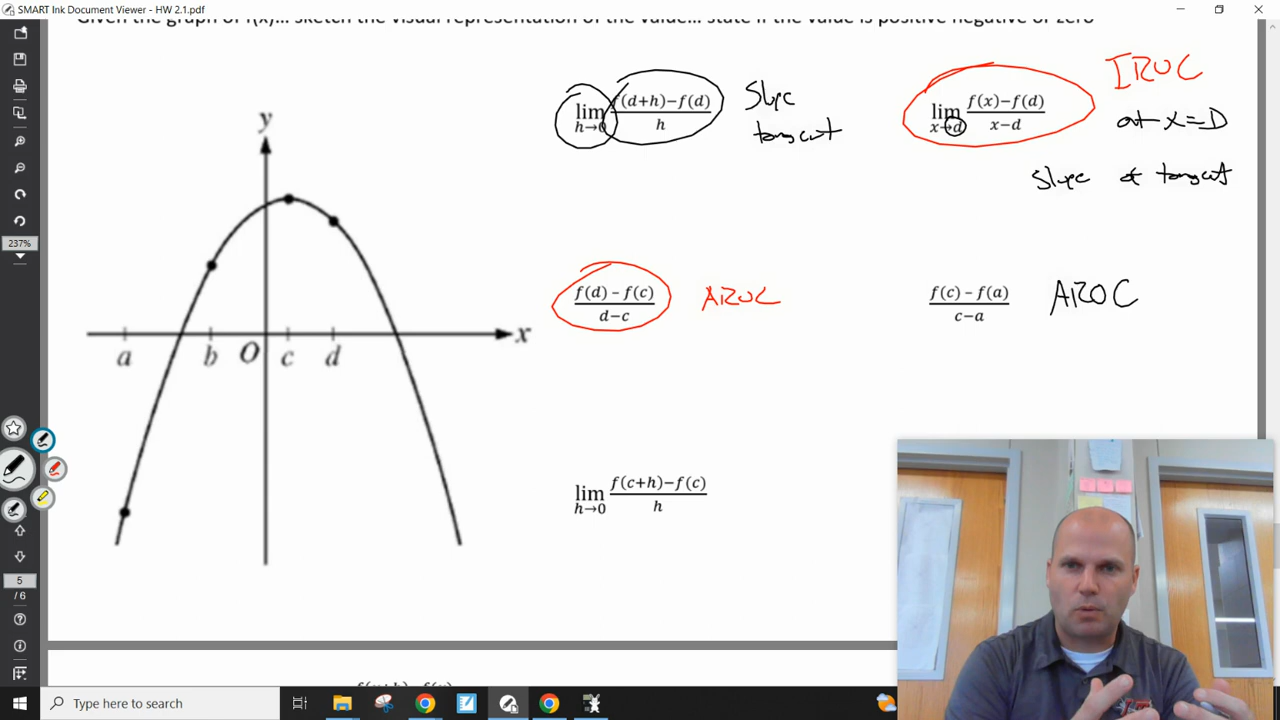 SMART Ink Document Viewer - HW 2.1.pdf
Given the graph of f(x)... sketch the visual representation of the value... state if the value is positive negative or zero
lim h→0 f(d+h)−f(d) / h
Slope
tangent
lim x→d f(x)−f(d) / x−d
IROC
at x=D
Slope of tangent
y
x
a b O c d
f(d) − f(c) / d−c
AROC
f(c) − f(a) / c−a
AROC
lim h→0 f(c+h)−f(c) / h
237%
5
/ 6
Type here to search